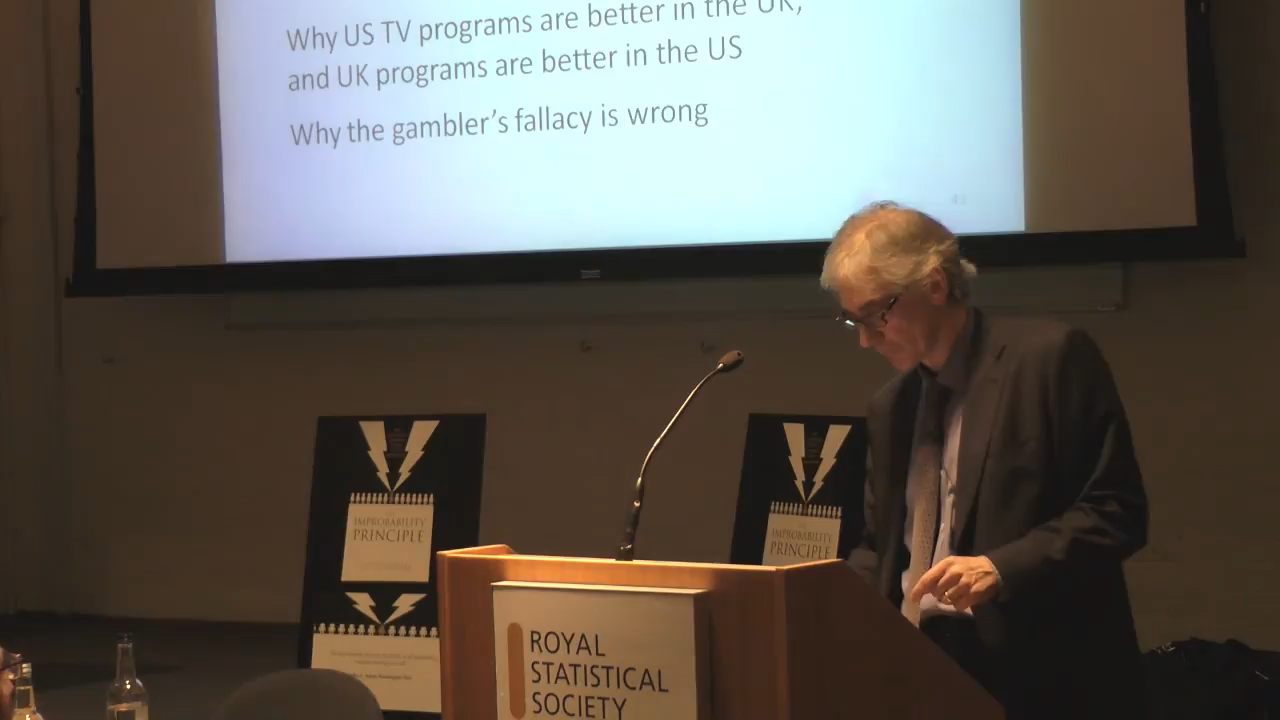 Why US TV programs are better in the UK,
and UK programs are better in the US
Why the gambler's fallacy is wrong
43
IMPROBABILITY
PRINCIPLE
IMPROBABILITY
PRINCIPLE
ROYAL
STATISTICAL
SOCIETY